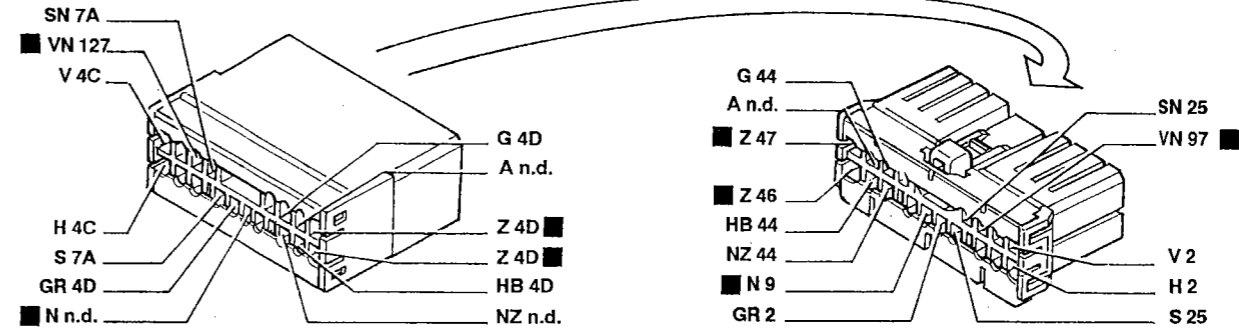 SN 7A
VN 127
V 4C
H 4C
S 7A
GR 4D
N n.d.
G 4D
A n.d.
Z 4D
Z 4D
HB 4D
NZ n.d.
G 44
A n.d.
Z 47
Z 46
HB 44
NZ 44
N 9
GR 2
SN 25
VN 97
V 2
H 2
S 25